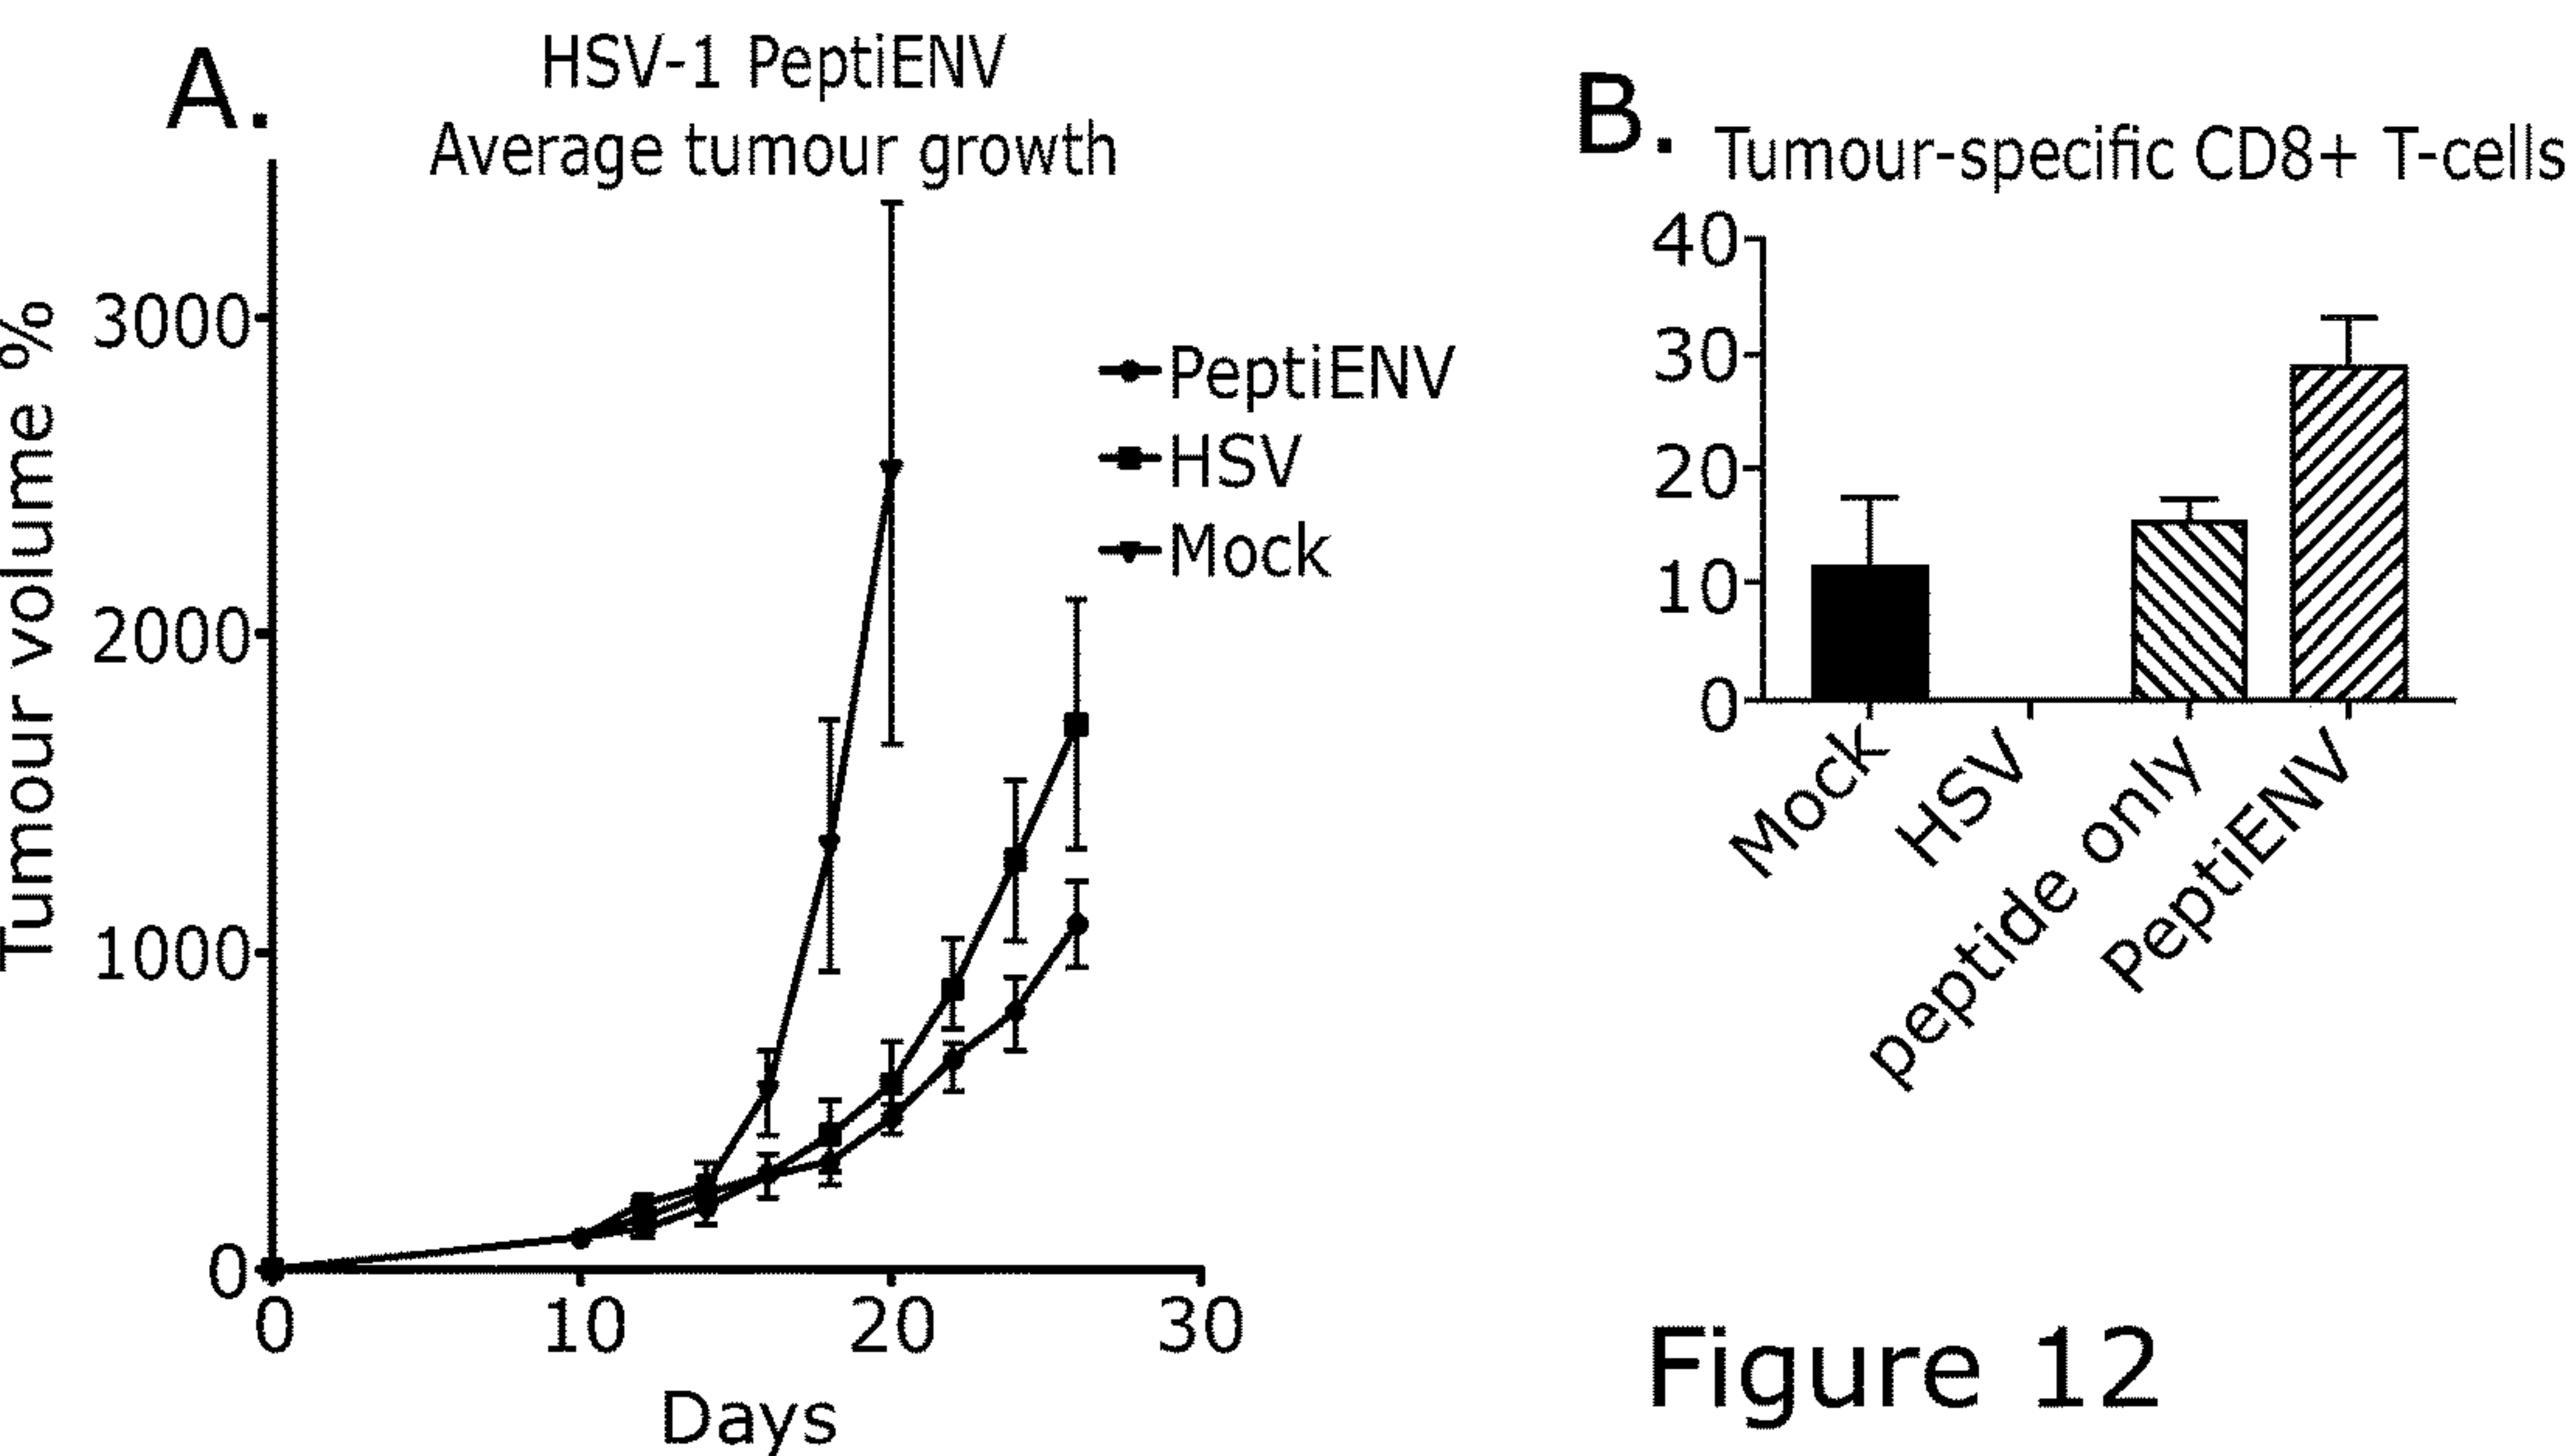 A.
HSV-1 PeptiENV
Average tumour growth
Tumour volume %
3000
2000
1000
0
0
10
20
30
Days
PeptiENV
HSV
Mock
B.
Tumour-specific CD8+ T-cells
40
30
20
10
0
Mock
HSV
peptide only
PeptiENV
Figure 12